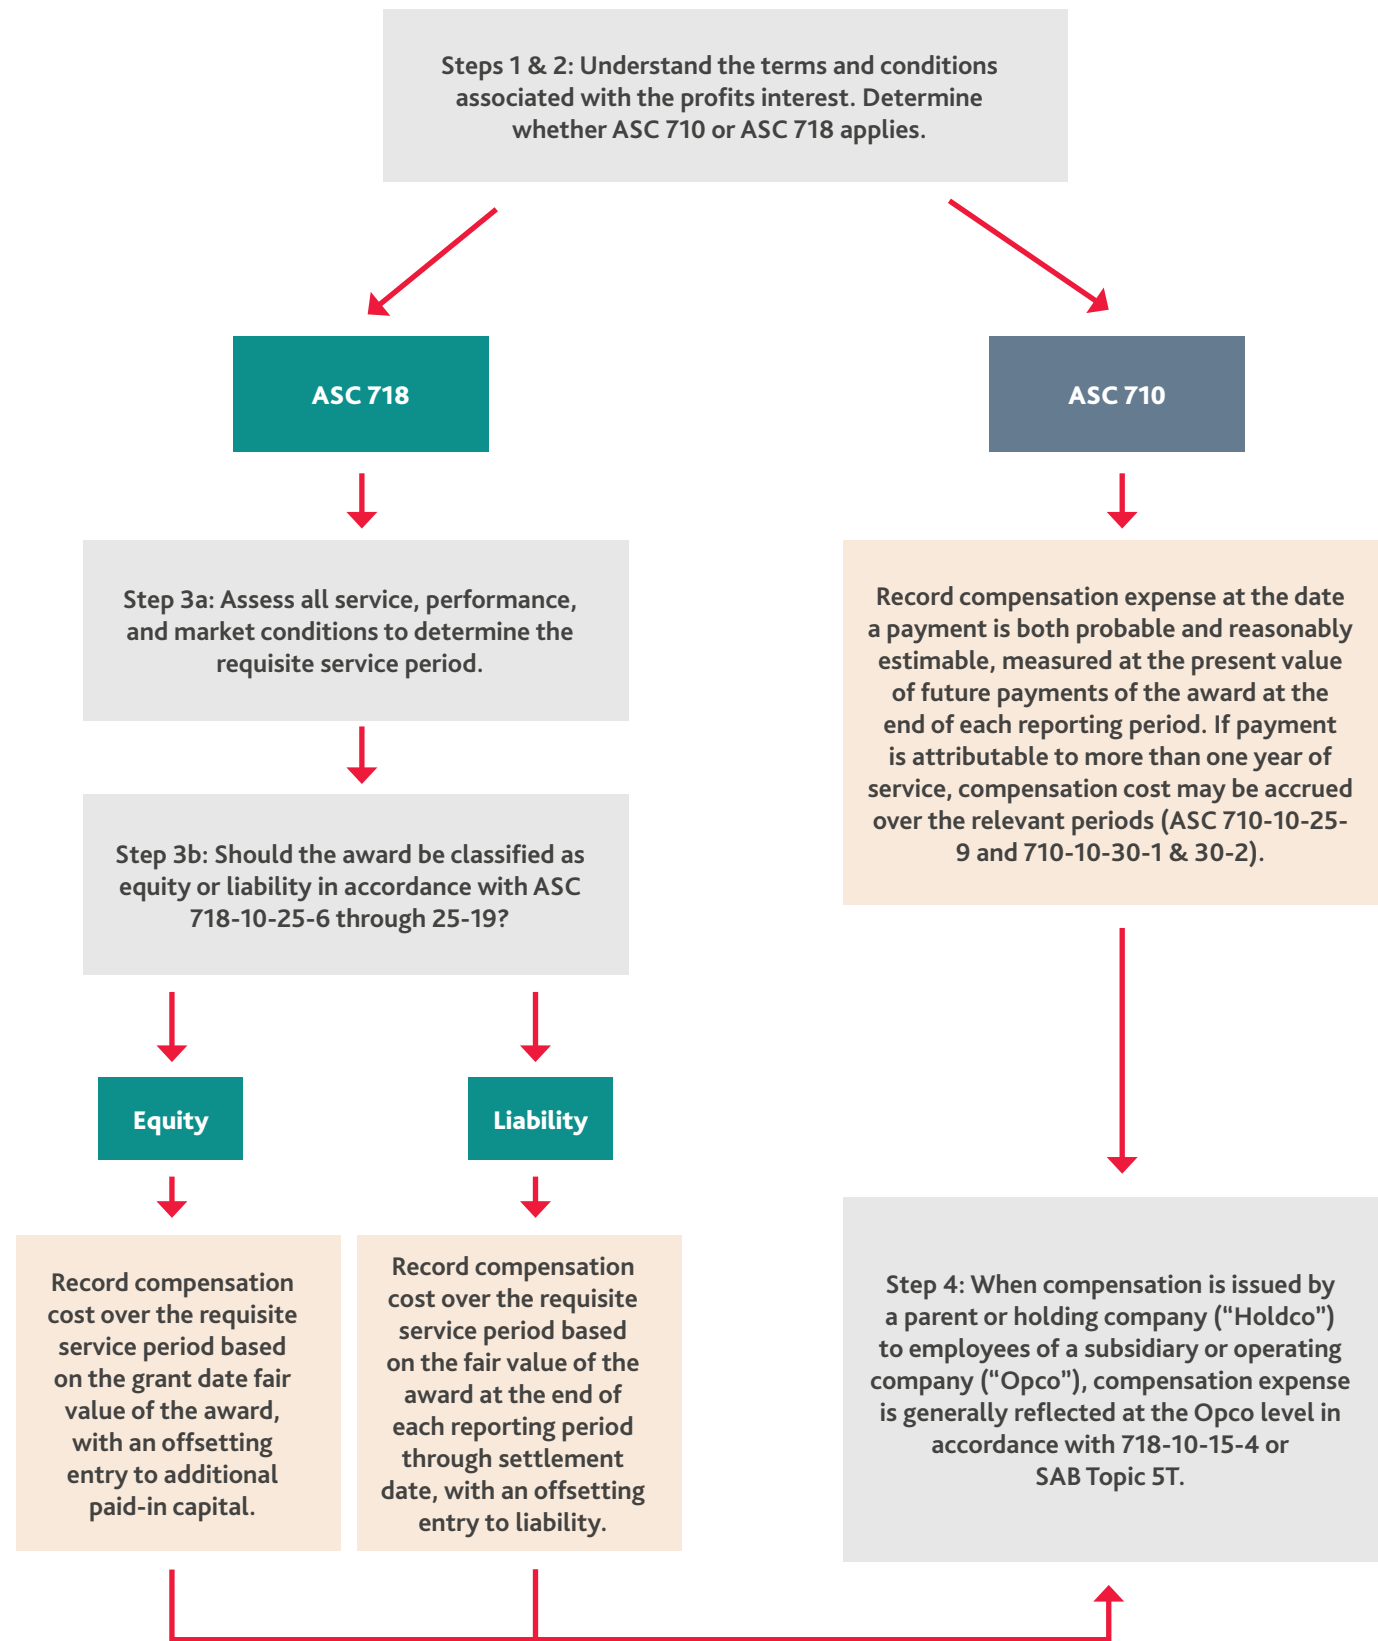 Steps 1 & 2: Understand the terms and conditions
associated with the profits interest. Determine
whether ASC 710 or ASC 718 applies.
ASC 718
ASC 710
Step 3a: Assess all service, performance,
and market conditions to determine the
requisite service period.
Record compensation expense at the date
a payment is both probable and reasonably
estimable, measured at the present value
of future payments of the award at the
end of each reporting period. If payment
is attributable to more than one year of
service, compensation cost may be accrued
over the relevant periods (ASC 710-10-25-
9 and 710-10-30-1 & 30-2).
Step 3b: Should the award be classified as
equity or liability in accordance with ASC
718-10-25-6 through 25-19?
Equity
Liability
Record compensation
cost over the requisite
service period based
on the grant date fair
value of the award,
with an offsetting
entry to additional
paid-in capital.
Record compensation
cost over the requisite
service period based
on the fair value of the
award at the end of
each reporting period
through settlement
date, with an offsetting
entry to liability.
Step 4: When compensation is issued by
a parent or holding company (“Holdco”)
to employees of a subsidiary or operating
company (“Opco”), compensation expense
is generally reflected at the Opco level in
accordance with 718-10-15-4 or
SAB Topic 5T.